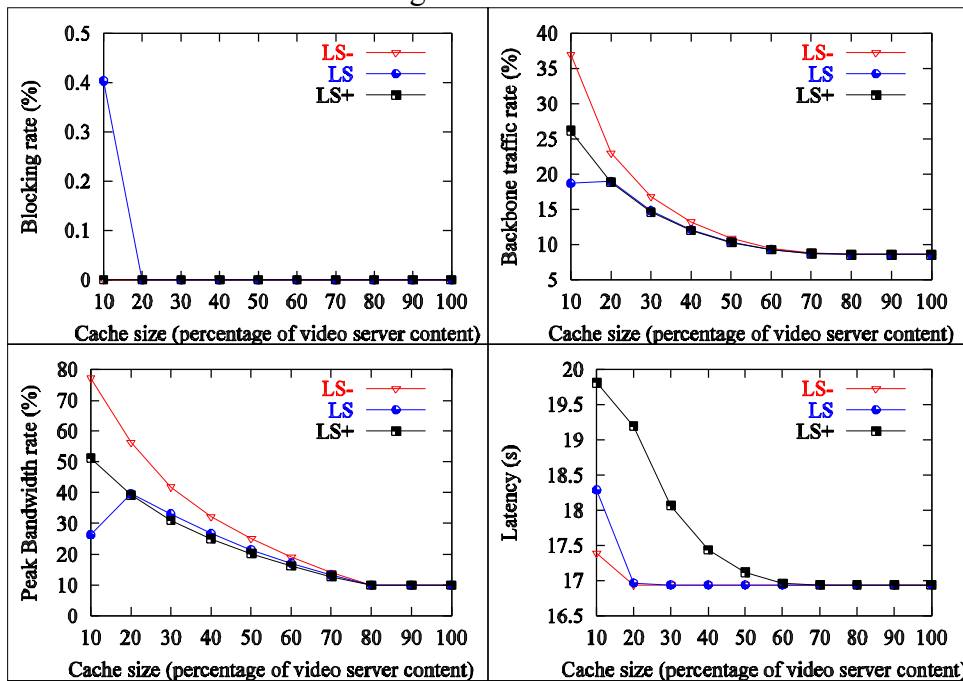 g
Blocking rate (%)
0.5
0.4
0.3
0.2
0.1
0
LS-
LS
LS+
10 20 30 40 50 60 70 80 90 100
Cache size (percentage of video server content)
Backbone traffic rate (%)
40
35
30
25
20
15
10
5
LS-
LS
LS+
10 20 30 40 50 60 70 80 90 100
Cache size (percentage of video server content)
Peak Bandwidth rate (%)
80
70
60
50
40
30
20
10
0
LS-
LS
LS+
10 20 30 40 50 60 70 80 90 100
Cache size (percentage of video server content)
Latency (s)
20
19.5
19
18.5
18
17.5
17
16.5
LS-
LS
LS+
10 20 30 40 50 60 70 80 90 100
Cache size (percentage of video server content)